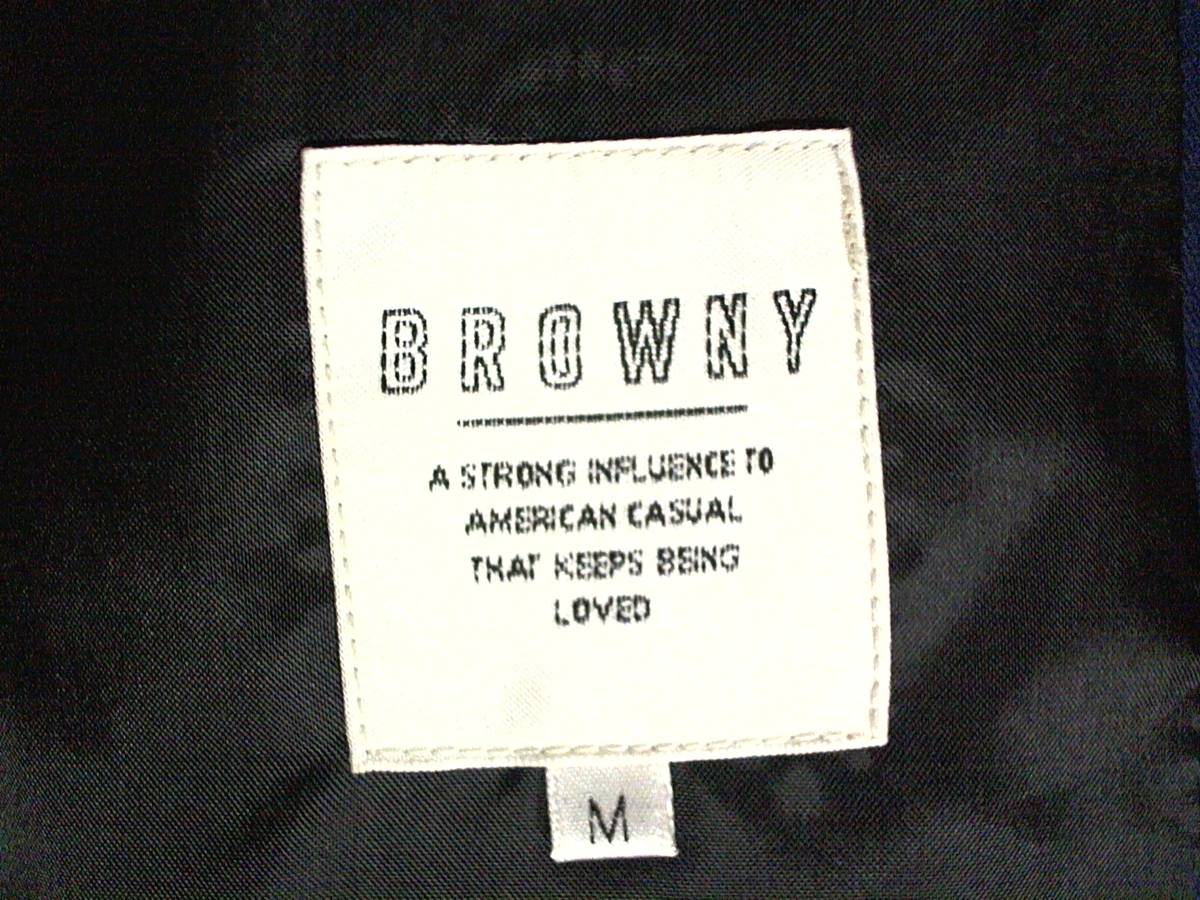 BROWNY
A STRONG INFLUENCE TO
AMERICAN CASUAL
THAT KEEPS BEING
LOVED
M